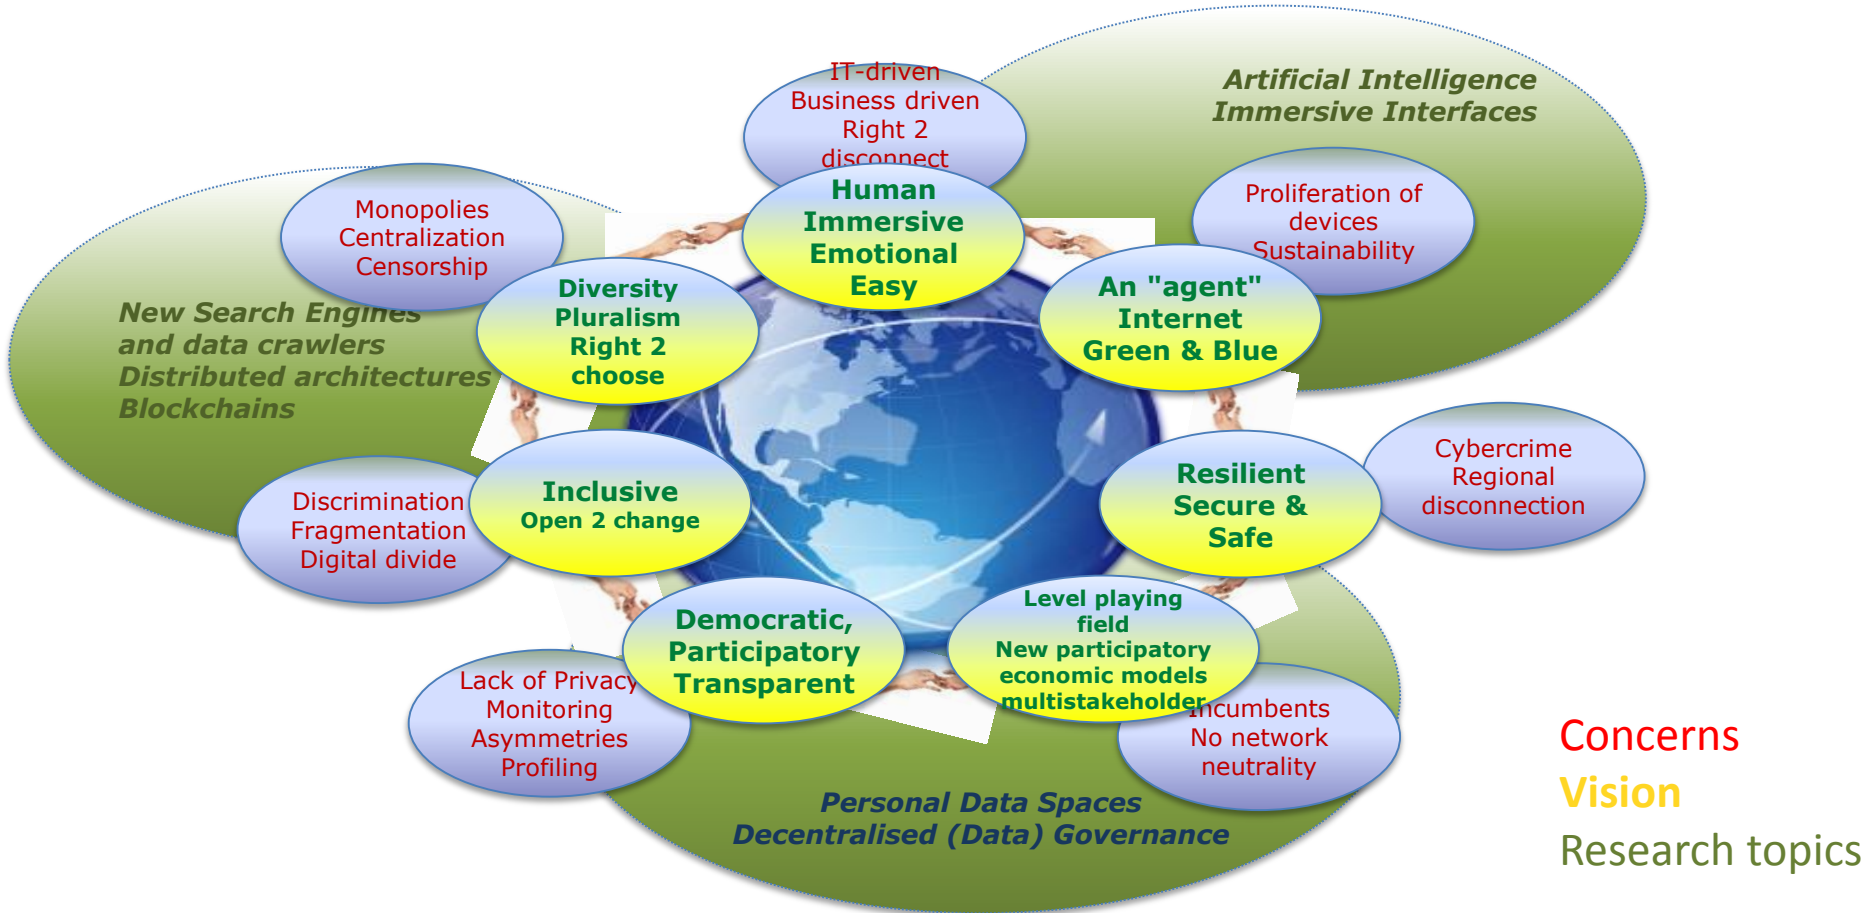 IT-driven
Business driven
Right 2
disconnect
Artificial Intelligence
Immersive Interfaces
Human
Immersive
Emotional
Easy
Monopolies
Centralization
Censorship
Proliferation of
devices
Sustainability
Diversity
Pluralism
Right 2
choose
An "agent"
Internet
Green & Blue
New Search Engines
and data crawlers
Distributed architectures
Blockchains
Cybercrime
Regional
disconnection
Resilient
Secure &
Safe
Inclusive
Open 2 change
Discrimination
Fragmentation
Digital divide
Democratic,
Participatory
Transparent
Level playing
field
New participatory
economic models
multistakeholder
Lack of Privacy
Monitoring
Asymmetries
Profiling
Incumbents
No network
neutrality
Personal Data Spaces
Decentralised (Data) Governance
Concerns
Vision
Research topics